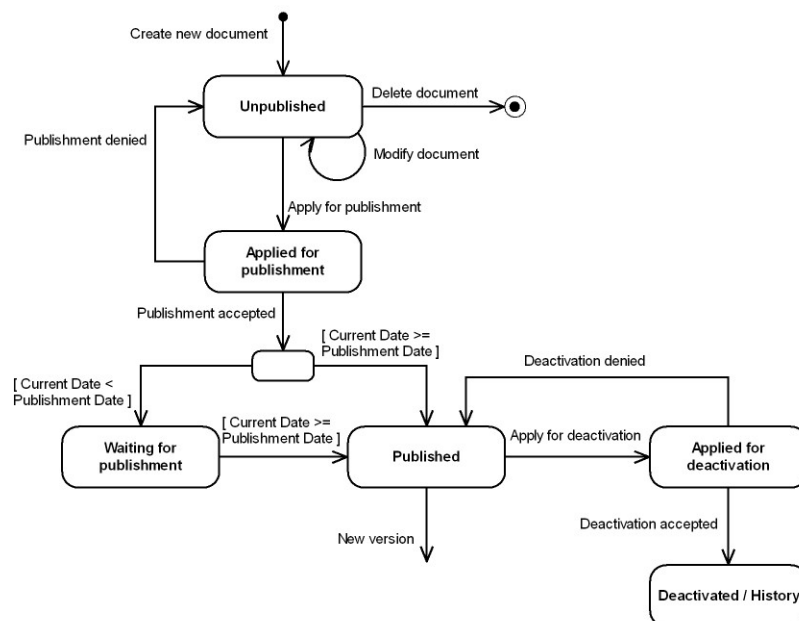 Create new document
Unpublished
Delete document
Publishment denied
Modify document
Apply for publishment
Applied for
publishment
Publishment accepted
[ Current Date >=
Publishment Date ]
Deactivation denied
[ Current Date <
Publishment Date ]
[ Current Date >=
Publishment Date ]
Waiting for
publishment
Published
Apply for deactivation
Applied for
deactivation
New version
Deactivation accepted
Deactivated / History